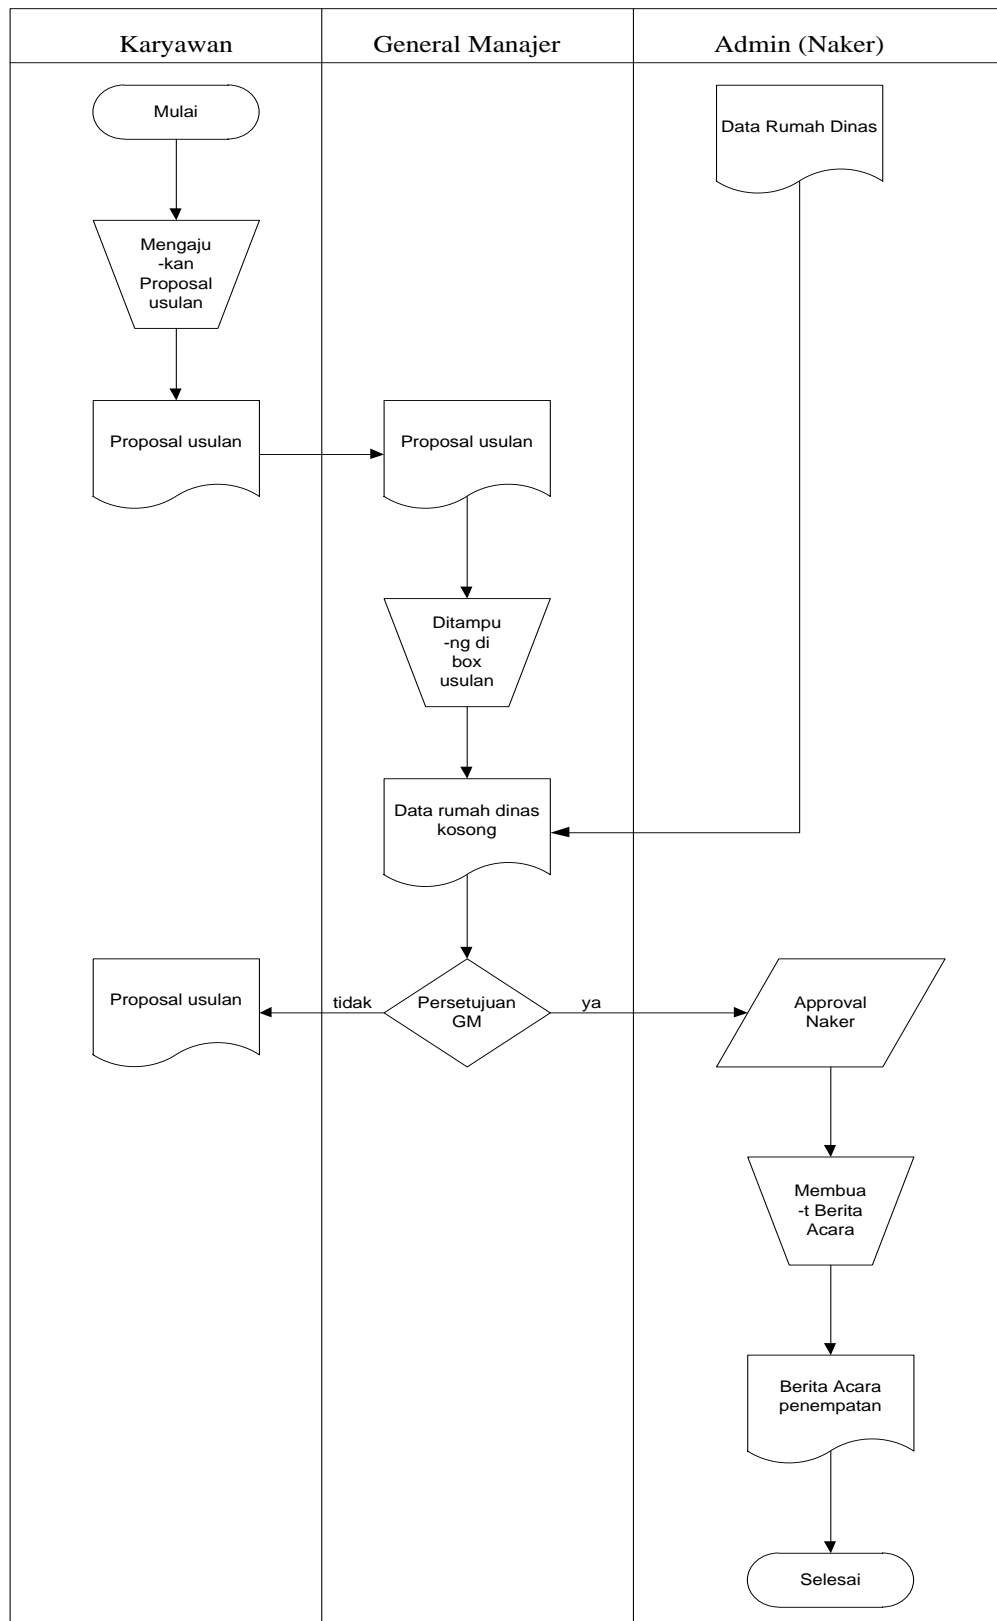 Karyawan
General Manajer
Admin (Naker)
Mulai
Data Rumah Dinas
Mengaju
-kan
Proposal
usulan
Proposal usulan
Proposal usulan
Ditampu
-ng di
box
usulan
Data rumah dinas
kosong
Proposal usulan
tidak
Persetujuan
GM
ya
Approval
Naker
Membua
-t Berita
Acara
Berita Acara
penempatan
Selesai